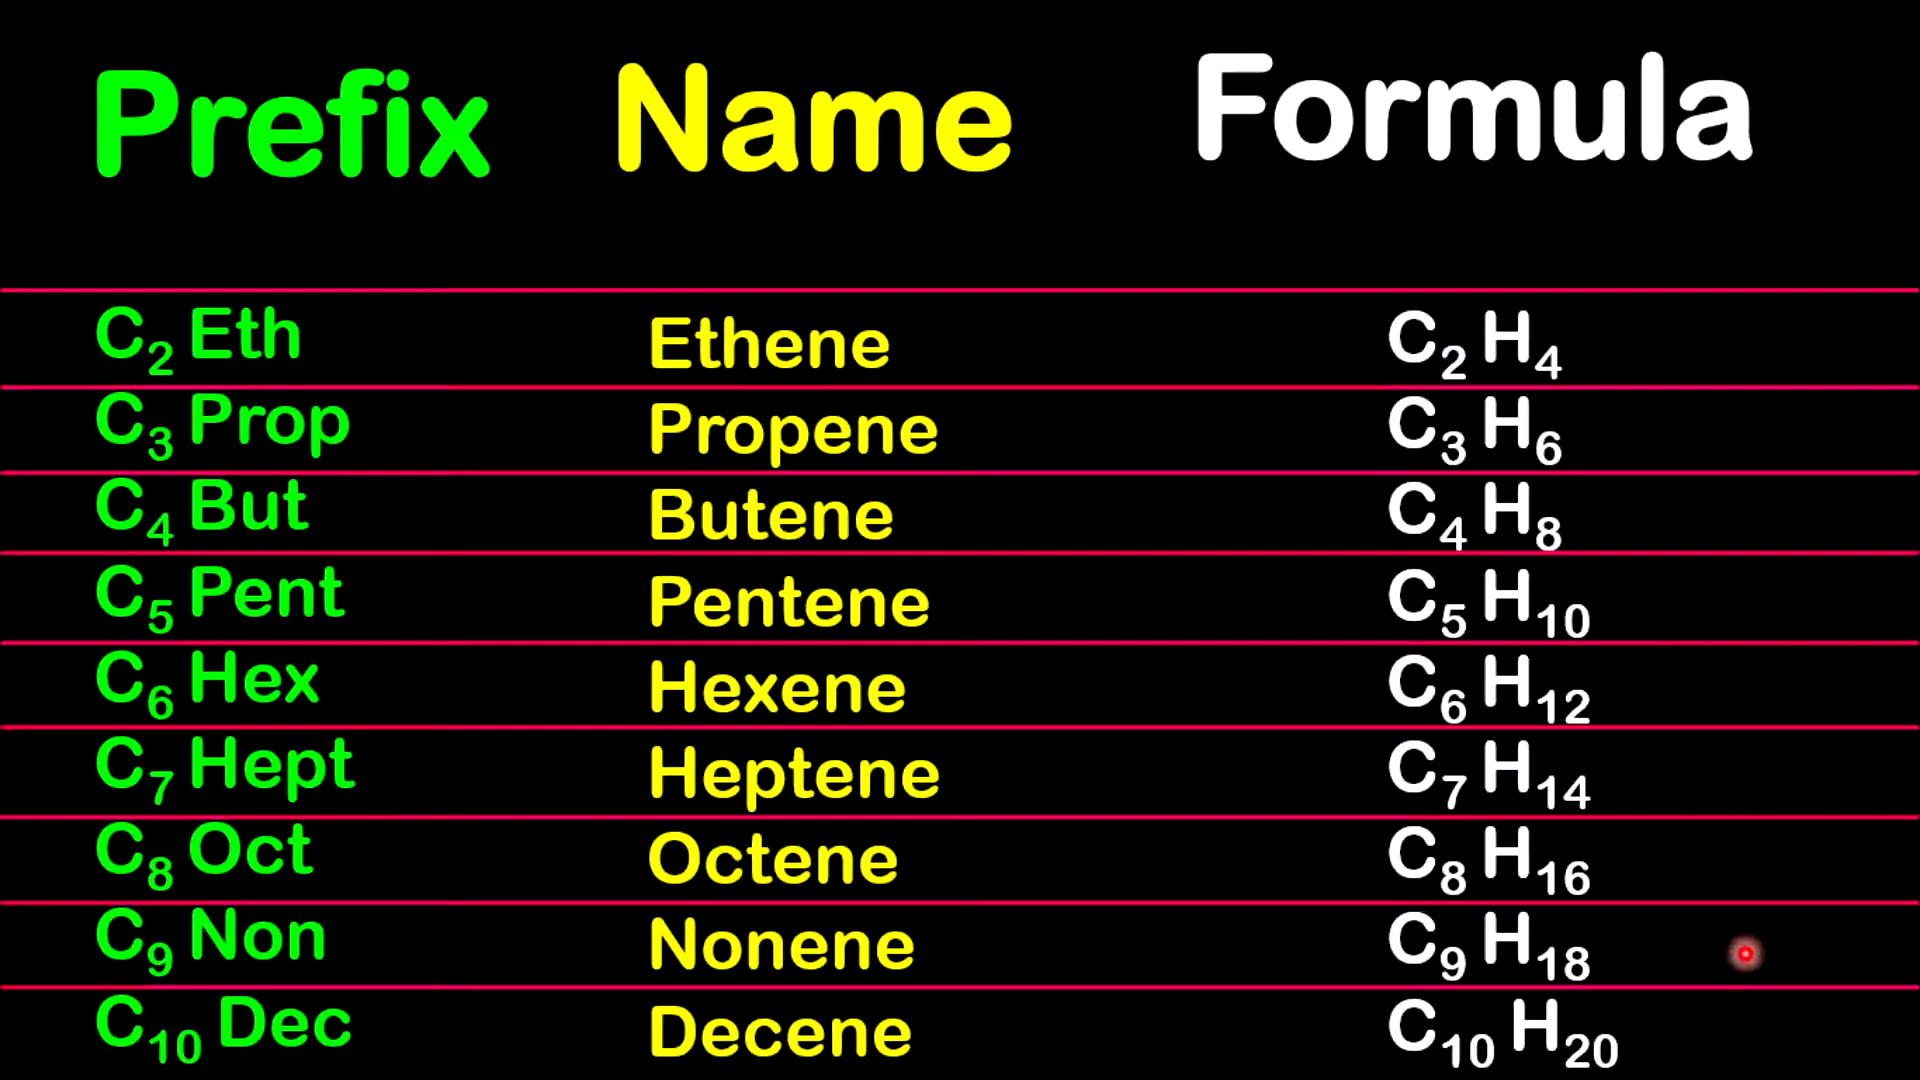 Prefix Name Formula
C₂ Eth Ethene C₂ H₄
C₃ Prop Propene C₃ H₆
C₄ But Butene C₄ H₈
C₅ Pent Pentene C₅ H₁₀
C₆ Hex Hexene C₆ H₁₂
C₇ Hept Heptene C₇ H₁₄
C₈ Oct Octene C₈ H₁₆
C₉ Non Nonene C₉ H₁₈
C₁₀ Dec Decene C₁₀ H₂₀